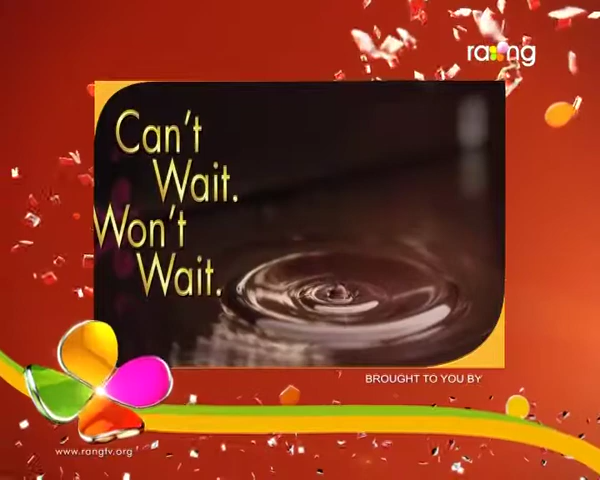 rang
Can't
Wait.
Won't
Wait.
BROUGHT TO YOU BY
www.rangtv.org